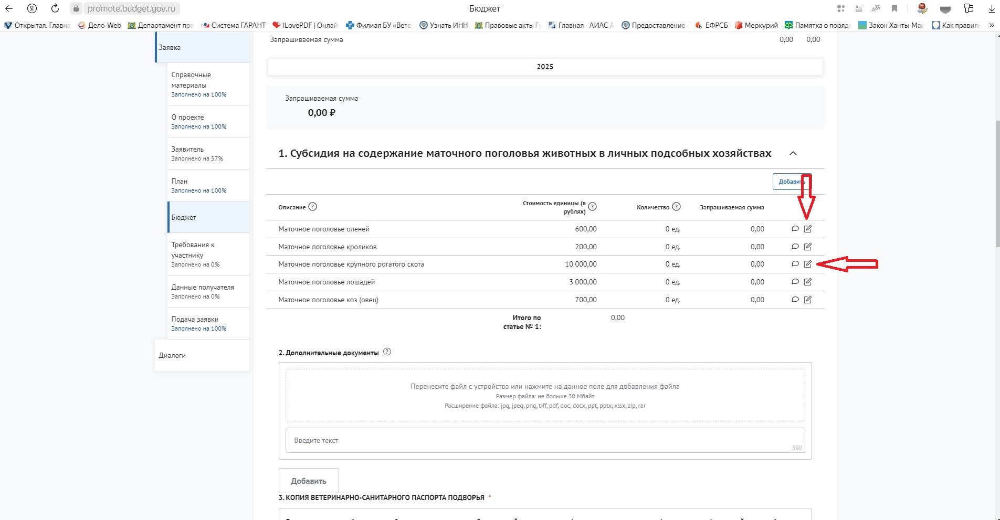 promote.budget.gov.ru
Бюджет
Открытая. Главна
Дело-Web
Департамент про
Система ГАРАНТ
iLovePDF | Онлай
Филиал БУ «Вете
Узнать ИНН
Правовые акты Гу
Главная - АИАС А
Предоставление
ЕФРСБ
Меркурий
Памятка о поряд
Закон Ханты-Ман
Как правиль
»
Заявка
Справочные
материалы
Заполнено на 100%
О проекте
Заполнено на 100%
Заявитель
Заполнено на 57%
План
Заполнено на 100%
Бюджет
Требования к
участнику
Заполнено на 0%
Данные получателя
Заполнено на 0%
Подача заявки
Заполнено на 100%
Диалоги
Запрашиваемая сумма 0,00 0,00
2025
Запрашиваемая сумма
0,00 ₽
1. Субсидия на содержание маточного поголовья животных в личных подсобных хозяйствах
Добавить
Описание ? Стоимость единицы (в рублях) ? Количество ? Запрашиваемая сумма
Маточное поголовье оленей 600,00 0 ед. 0,00
Маточное поголовье кроликов 200,00 0 ед. 0,00
Маточное поголовье крупного рогатого скота 10 000,00 0 ед. 0,00
Маточное поголовье лошадей 3 000,00 0 ед. 0,00
Маточное поголовье коз (овец) 700,00 0 ед. 0,00
Итого по 0,00
статье № 1:
2. Дополнительные документы ?
Перенесите файл с устройства или нажмите на данное поле для добавления файла
Размер файла: не больше 30 Мбайт
Расширение файла: jpg, jpeg, png, tiff, pdf, doc, docx, ppt, pptx, xlsx, zip, rar
Введите текст
500
Добавить
3. КОПИЯ ВЕТЕРИНАРНО-САНИТАРНОГО ПАСПОРТА ПОДВОРЬЯ *